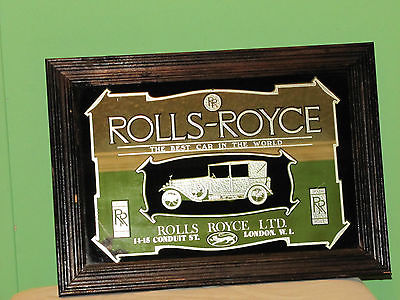 RR
ROLLS-ROYCE
THE BEST CAR IN THE WORLD
RR
RR
ROLLS ROYCE LTD.
14-15 CONDUIT ST. LONDON. W.1.